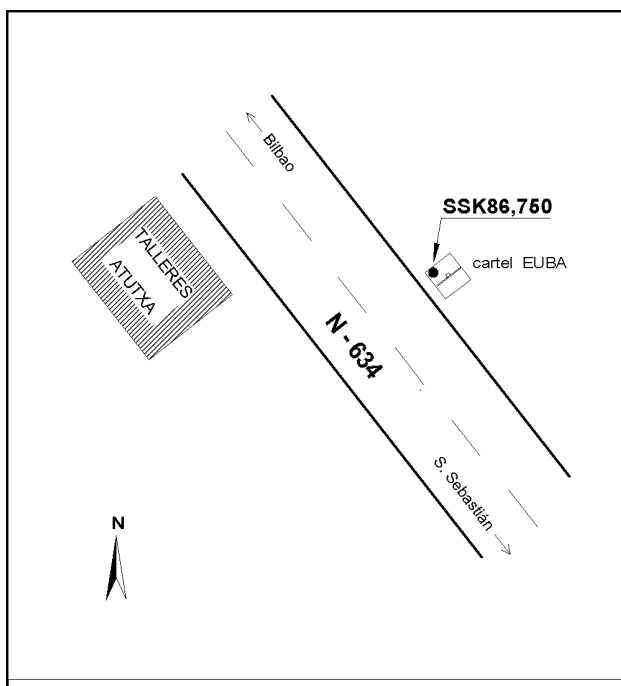 Bilbao
SSK86,750
cartel EUBA
TALLERES
ATUTXA
N - 634
S. Sebastián
N